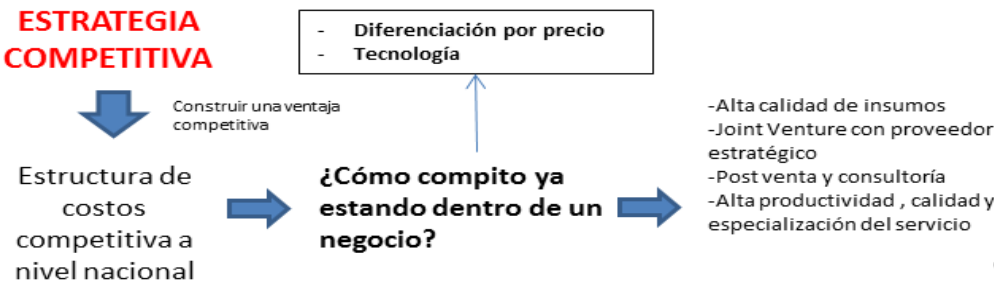 ESTRATEGIA
COMPETITIVA
- Diferenciación por precio
- Tecnología
Construir una ventaja
competitiva
Estructura de
costos
competitiva a
nivel nacional
¿Cómo compito ya
estando dentro de un
negocio?
-Alta calidad de insumos
-Joint Venture con proveedor
estratégico
-Post venta y consultoría
-Alta productividad , calidad y
especialización del servicio